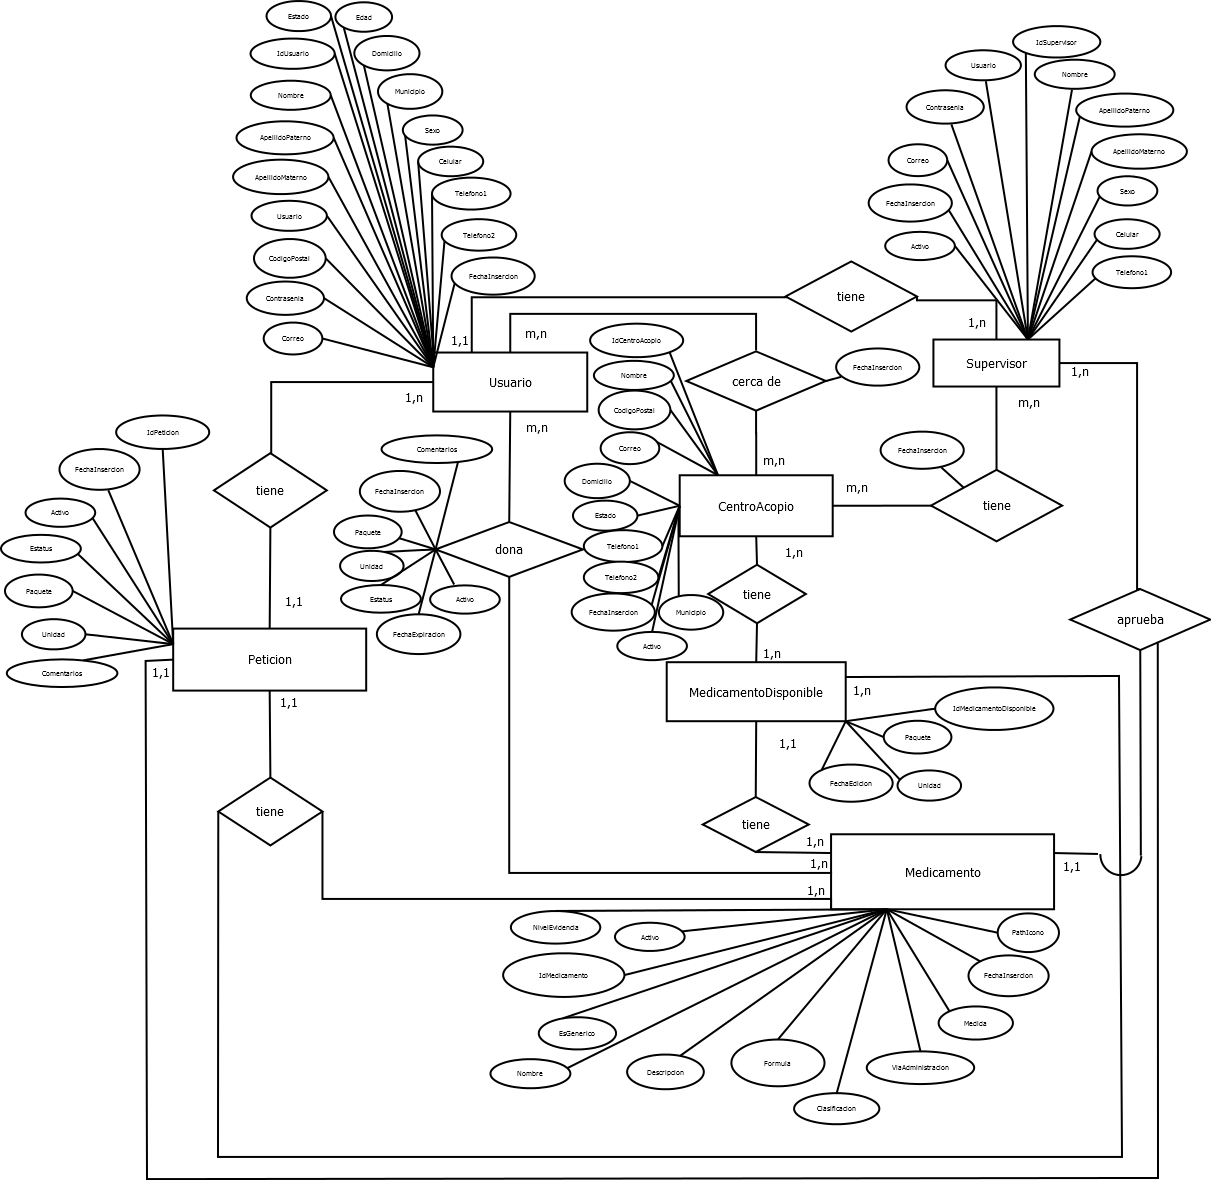 Estado
Edad
IdUsuario
Domicilio
Nombre
Municipio
ApellidoPaterno
Sexo
ApellidoMaterno
Celular
Usuario
Telefono1
CodigoPostal
Telefono2
Contrasenia
FechaInsercion
Correo
IdSupervisor
Usuario
Nombre
Contrasenia
ApellidoPaterno
Correo
ApellidoMaterno
FechaInsercion
Sexo
Activo
Celular
Telefono1
tiene
1,1
1,n
m,n
Usuario
1,n
m,n
cerca de
FechaInsercion
m,n
Supervisor
1,n
m,n
IdCentroAcopio
Nombre
CodigoPostal
Correo
Domicilio
Estado
Telefono1
Telefono2
FechaInsercion
Municipio
Activo
CentroAcopio
m,n
1,n
FechaInsercion
tiene
IdPeticion
FechaInsercion
Activo
Estatus
Paquete
Unidad
Comentarios
tiene
1,1
Comentarios
FechaInsercion
Paquete
Unidad
Estatus
Activo
FechaExpiracion
dona
tiene
1,n
aprueba
Peticion
1,1
1,1
MedicamentoDisponible
1,n
1,1
IdMedicamentoDisponible
Paquete
FechaEdicion
Unidad
tiene
tiene
1,n
1,n
1,n
Medicamento
1,1
NivelEvidencia
Activo
PathIcono
IdMedicamento
FechaInsercion
EsGenerico
Medida
Nombre
Descripcion
Formula
ViaAdministracion
Clasificacion